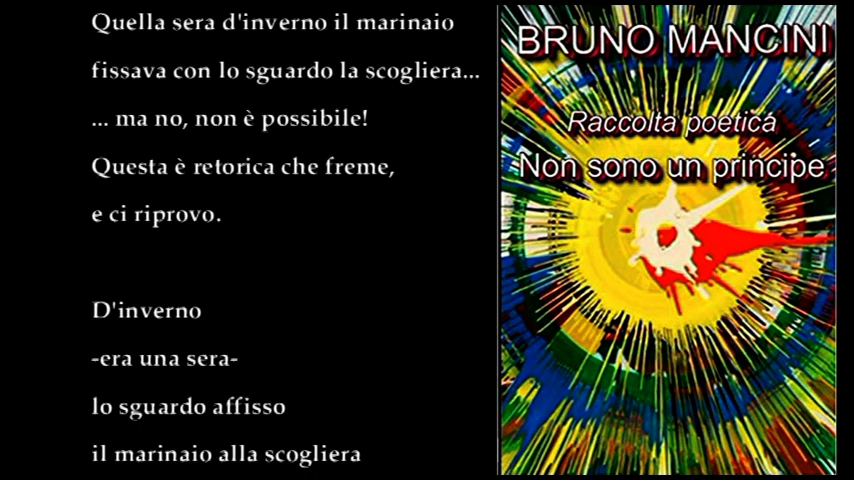 Quella sera d'inverno il marinaio
fissava con lo sguardo la scogliera...
... ma no, non è possibile!
Questa è retorica che freme,
e ci riprovo.
D'inverno
-era una sera-
lo sguardo affisso
il marinaio alla scogliera
BRUNO MANCINI
Raccolta poetica
Non sono un principe